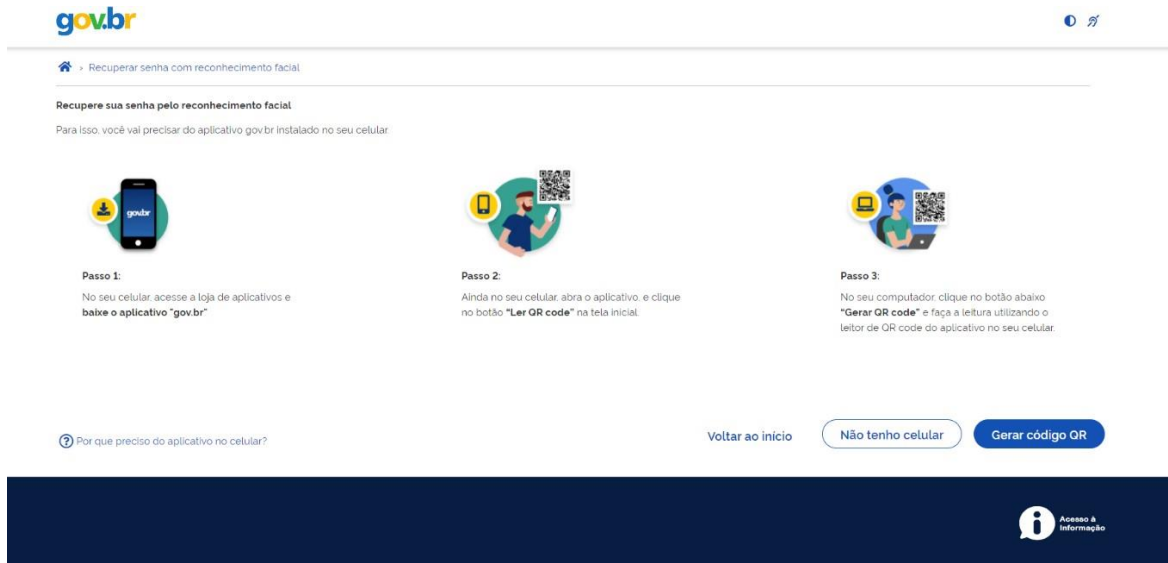 gov.br
Recuperar senha com reconhecimento facial
Recupere sua senha pelo reconhecimento facial
Para isso, você vai precisar do aplicativo gov.br instalado no seu celular
gov.br
Passo 1:
No seu celular, acesse a loja de aplicativos e
baixe o aplicativo "gov.br"
Passo 2:
Ainda no seu celular, abra o aplicativo, e clique
no botão "Ler QR code" na tela inicial.
Passo 3:
No seu computador, clique no botão abaixo
"Gerar QR code" e faça a leitura utilizando o
leitor de QR code do aplicativo no seu celular.
Por que preciso do aplicativo no celular?
Voltar ao início
Não tenho celular
Gerar código QR
Acesso à
Informação